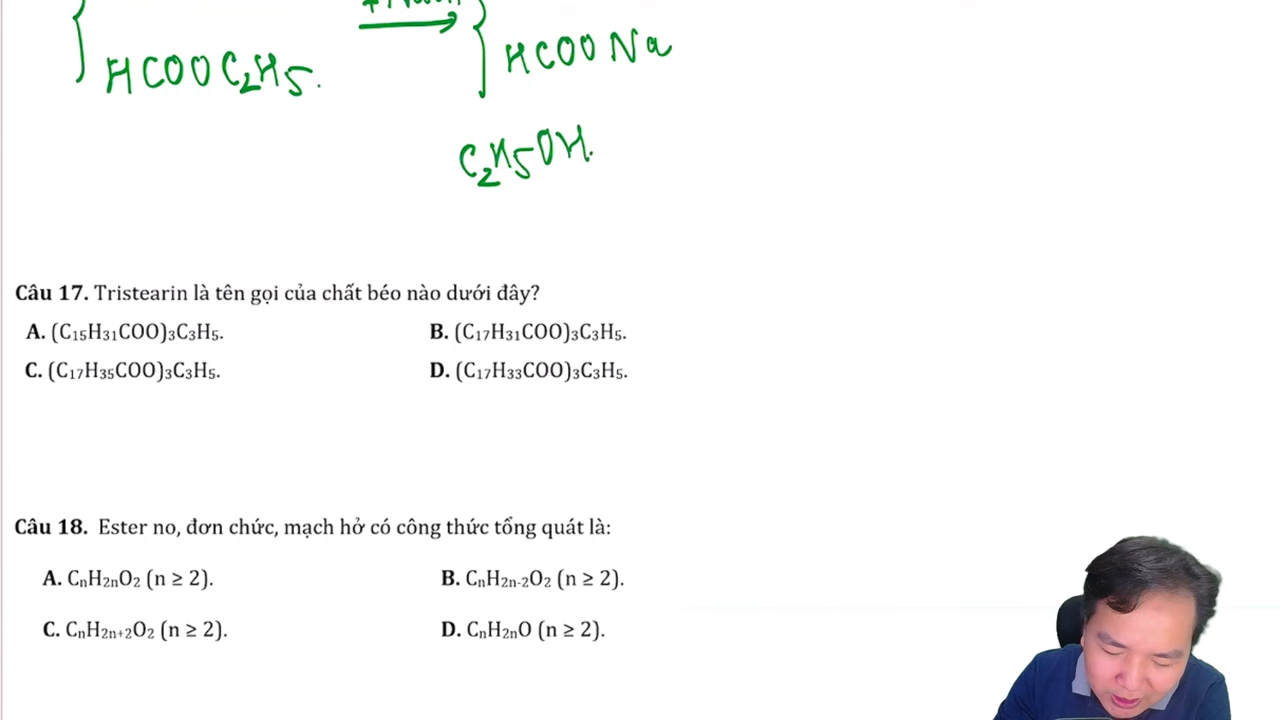 HCOOC2H5.
HCOONa
C2H5OH.
Câu 17. Tristearin là tên gọi của chất béo nào dưới đây?
A. (C15H31COO)3C3H5. B. (C17H31COO)3C3H5.
C. (C17H35COO)3C3H5. D. (C17H33COO)3C3H5.
Câu 18. Ester no, đơn chức, mạch hở có công thức tổng quát là:
A. CnH2nO2 (n ≥ 2). B. CnH2n-2O2 (n ≥ 2).
C. CnH2n+2O2 (n ≥ 2). D. CnH2nO (n ≥ 2).